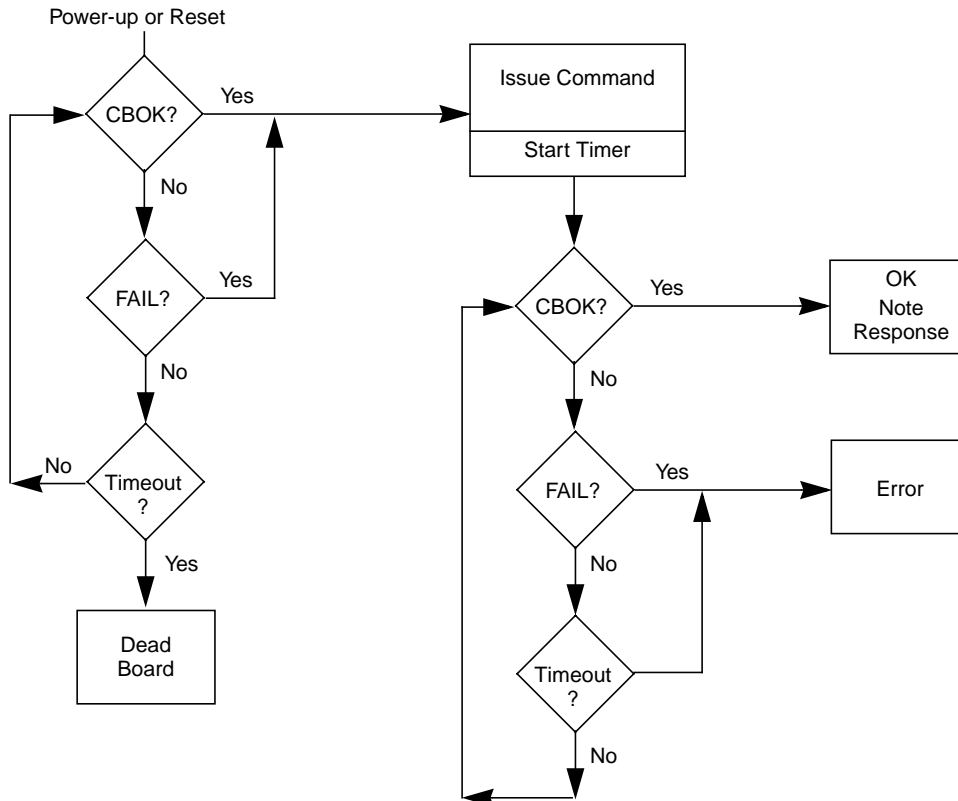 Power-up or Reset
CBOK?
Yes
No
FAIL?
Yes
No
Timeout
?
No
Yes
Dead
Board
Issue Command
Start Timer
CBOK?
Yes
OK
Note
Response
No
FAIL?
Yes
Error
No
Timeout
?
No